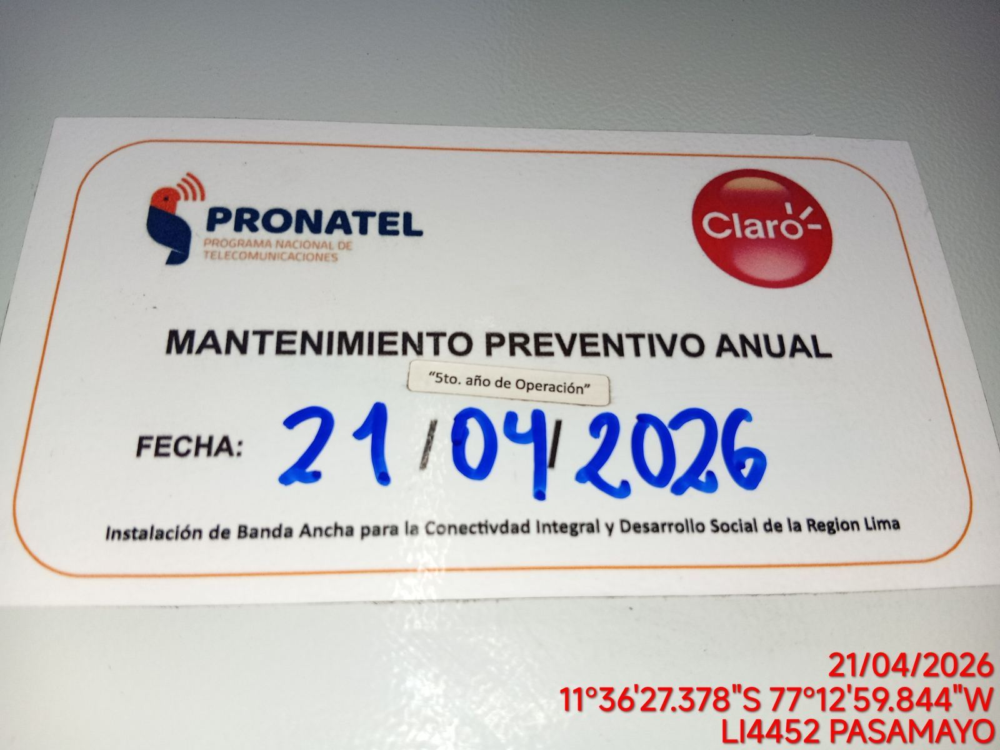 PRONATEL
PROGRAMA NACIONAL DE
TELECOMUNICACIONES
Claro
MANTENIMIENTO PREVENTIVO ANUAL
"5to. año de Operación"
FECHA: 21/04/2026
Instalación de Banda Ancha para la Conectivdad Integral y Desarrollo Social de la Region Lima
21/04/2026
11°36'27.378"S 77°12'59.844"W
LI4452 PASAMAYO